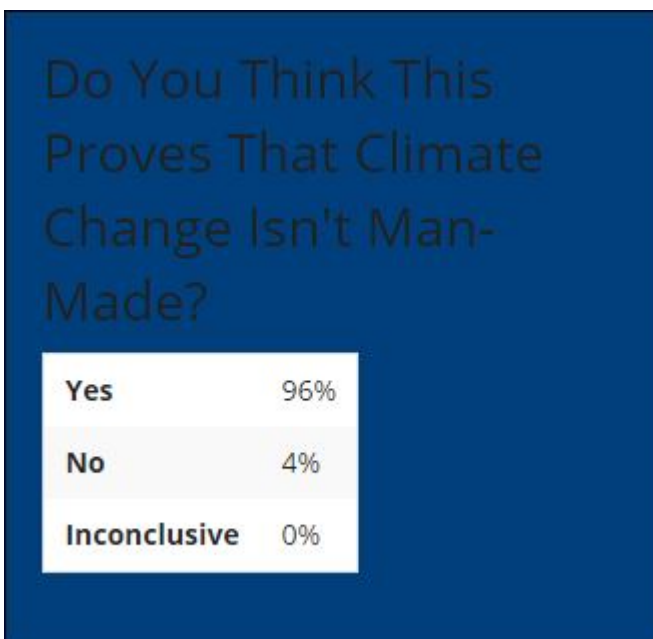 Do You Think This
Proves That Climate
Change Isn't Man-
Made?
Yes 96%
No 4%
Inconclusive 0%